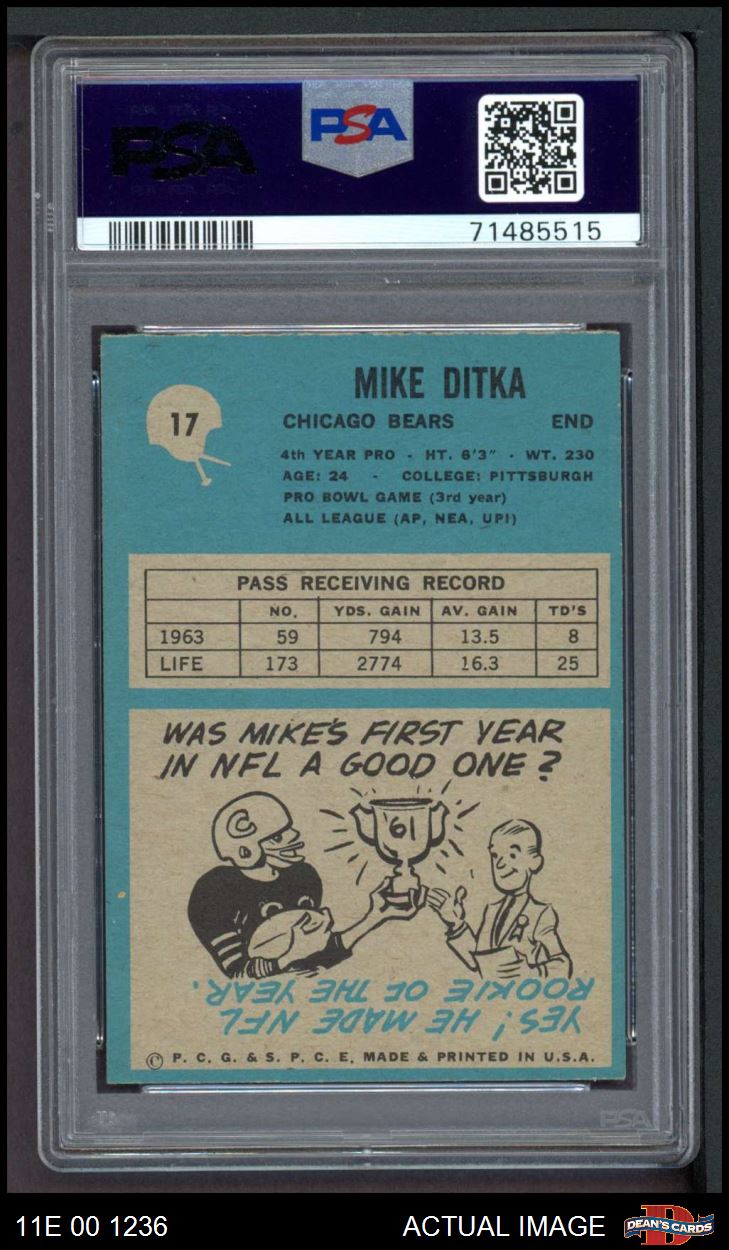 PSA
PSA
71485515
MIKE DITKA
17
CHICAGO BEARS END
4th YEAR PRO - HT. 6'3" - WT. 230
AGE: 24 - COLLEGE: PITTSBURGH
PRO BOWL GAME (3rd year)
ALL LEAGUE (AP, NEA, UPI)
PASS RECEIVING RECORD
NO. YDS. GAIN AV. GAIN TD'S
1963 59 794 13.5 8
LIFE 173 2774 16.3 25
WAS MIKE'S FIRST YEAR
IN NFL A GOOD ONE?
C
61
YES! HE MADE NFL
ROOKIE OF THE YEAR.
© P. C. G. & S. P. C. E. MADE & PRINTED IN U.S.A.
PSA
11E 00 1236 ACTUAL IMAGE
DEAN'S CARDS